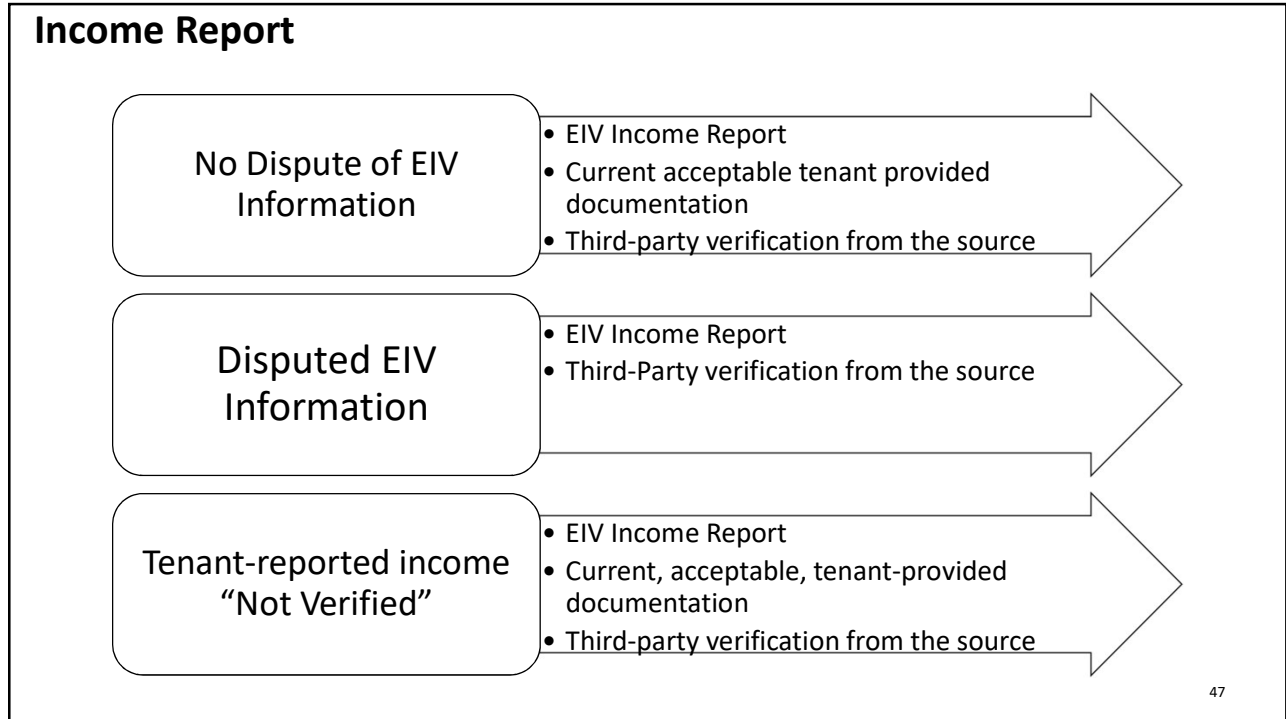 Income Report
No Dispute of EIV
Information
• EIV Income Report
• Current acceptable tenant provided
documentation
• Third-party verification from the source
Disputed EIV
Information
• EIV Income Report
• Third-Party verification from the source
Tenant-reported income
“Not Verified”
• EIV Income Report
• Current, acceptable, tenant-provided
documentation
• Third-party verification from the source
47